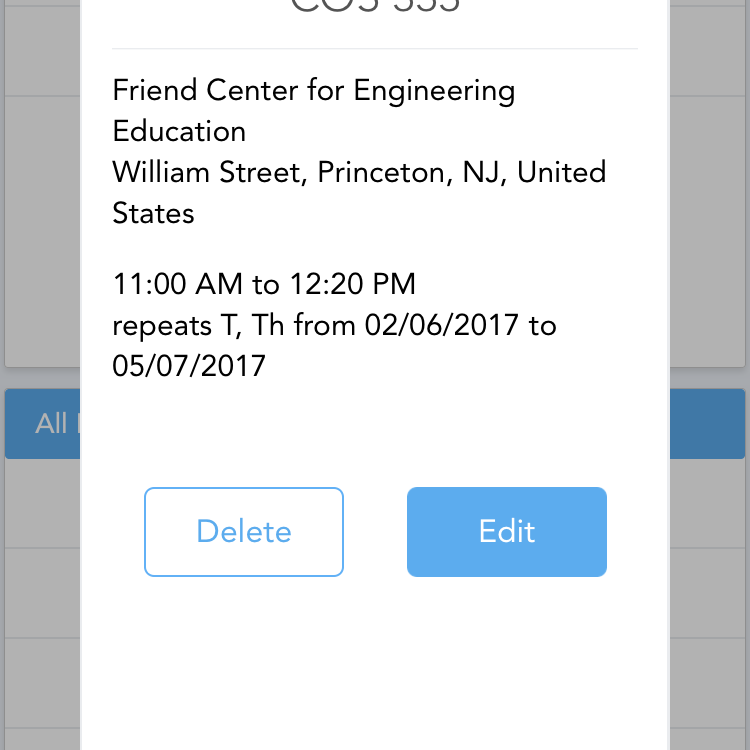 COS 333
Friend Center for Engineering
Education
William Street, Princeton, NJ, United
States
11:00 AM to 12:20 PM
repeats T, Th from 02/06/2017 to
05/07/2017
All
Delete
Edit